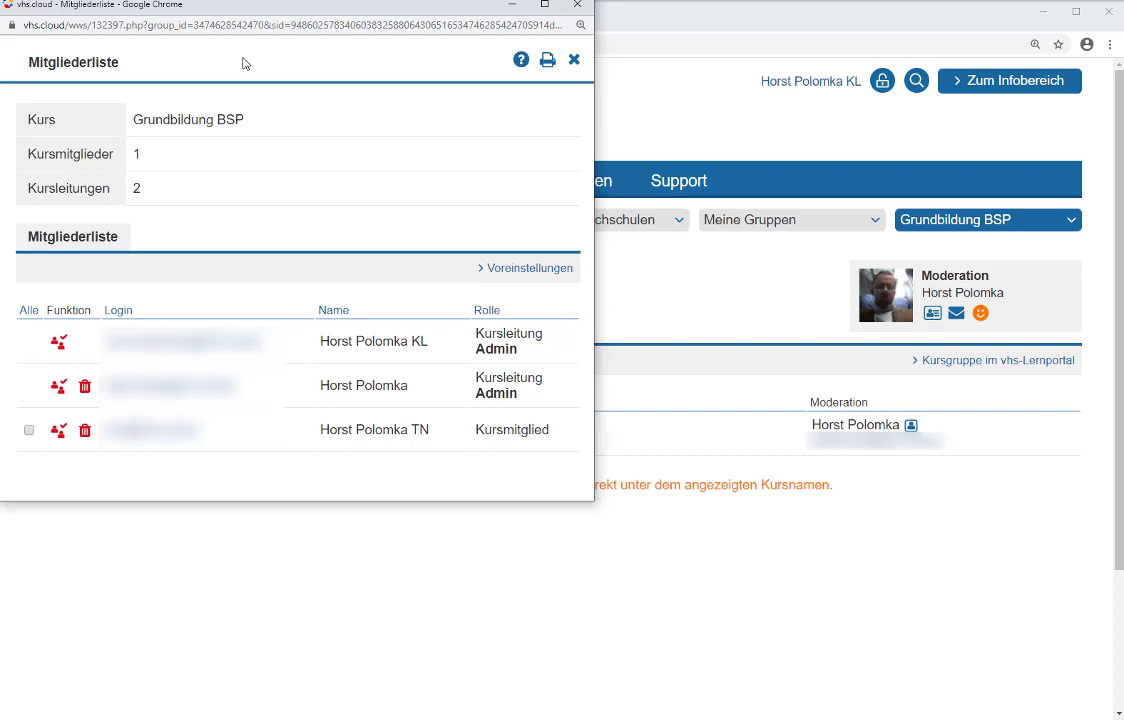 vhs.cloud - Mitgliederliste - Google Chrome
vhs.cloud/wws/132397.php?group_id=3474628542470&sid=94860257834060383258806430651653474628542470S914d...
Mitgliederliste
Kurs Grundbildung BSP
Kursmitglieder 1
Kursleitungen 2
Mitgliederliste
Voreinstellungen
Alle Funktion Login Name Rolle
Horst Polomka KL Kursleitung
Admin
Horst Polomka Kursleitung
Admin
Horst Polomka TN Kursmitglied
Horst Polomka KL
Zum Infobereich
en Support
chschulen Meine Gruppen Grundbildung BSP
Moderation
Horst Polomka
Kursgruppe im vhs-Lernportal
Moderation
Horst Polomka
rekt unter dem angezeigten Kursnamen.